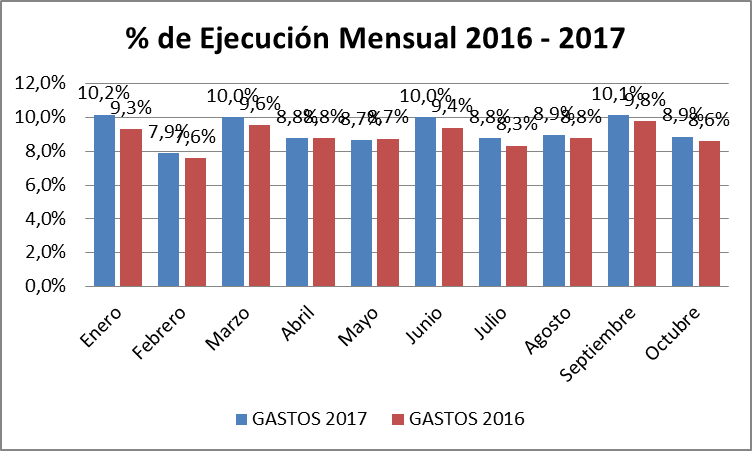 % de Ejecución Mensual 2016 - 2017
12,0%
10,0%
8,0%
6,0%
4,0%
2,0%
0,0%
10,2%
9,3%
7,9%
7,6%
10,0%
9,6%
8,8%
8,8%
8,7%
8,7%
10,0%
9,4%
8,8%
8,3%
8,9%
8,8%
10,1%
9,8%
8,9%
8,6%
Enero
Febrero
Marzo
Abril
Mayo
Junio
Julio
Agosto
Septiembre
Octubre
GASTOS 2017
GASTOS 2016